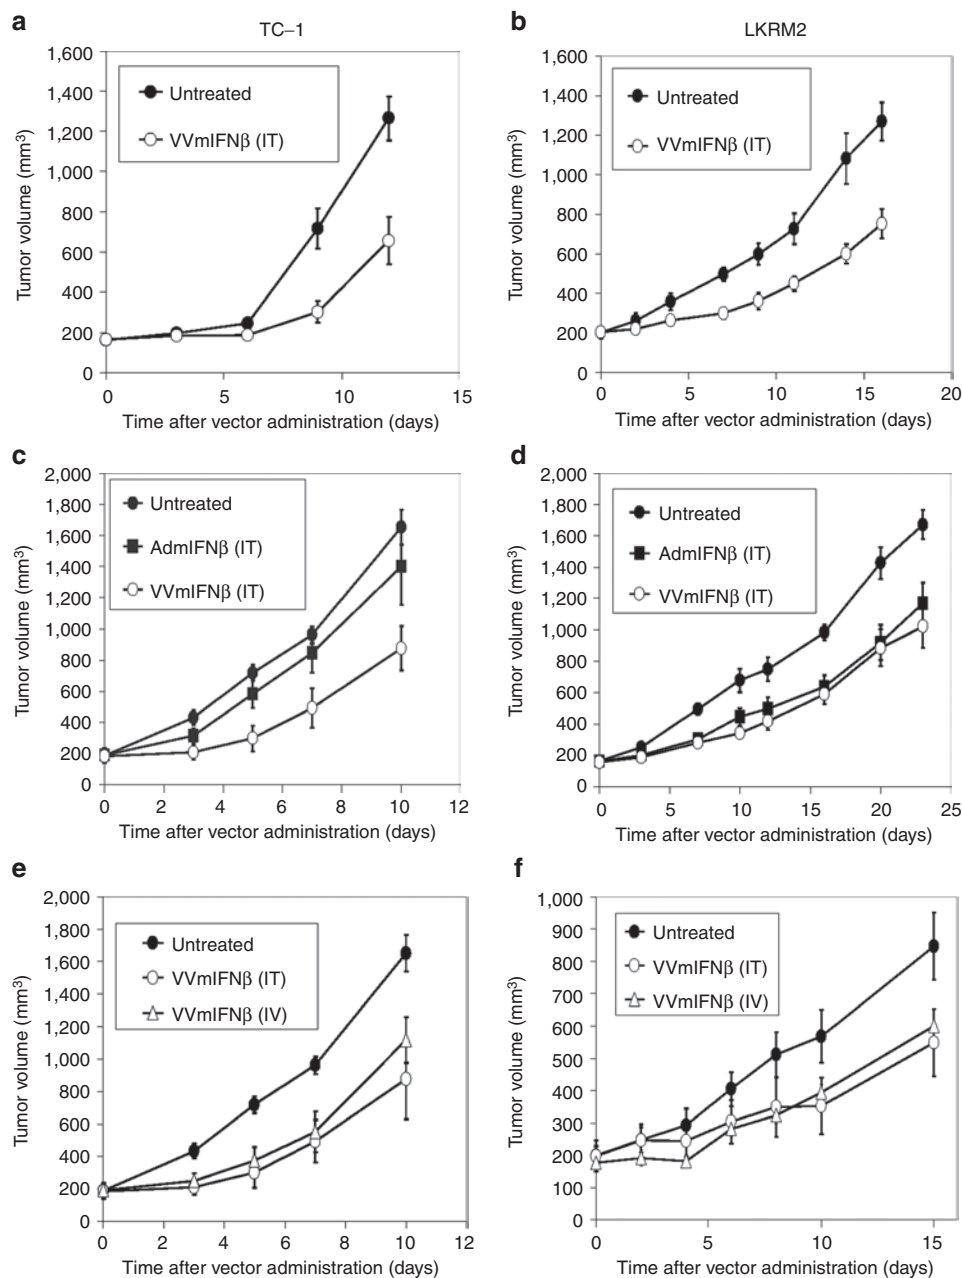 a
TC–1
Tumor volume (mm³)
1,600
1,400
1,200
1,000
800
600
400
200
0
Untreated
VVmIFNβ (IT)
0 5 10 15
Time after vector administration (days)
b
LKRM2
Tumor volume (mm³)
1,600
1,400
1,200
1,000
800
600
400
200
0
Untreated
VVmIFNβ (IT)
0 5 10 15 20
Time after vector administration (days)
c
Tumor volume (mm³)
2,000
1,800
1,600
1,400
1,200
1,000
800
600
400
200
0
Untreated
AdmIFNβ (IT)
VVmIFNβ (IT)
0 2 4 6 8 10 12
Time after vector administration (days)
d
Tumor volume (mm³)
2,000
1,800
1,600
1,400
1,200
1,000
800
600
400
200
0
Untreated
AdmIFNβ (IT)
VVmIFNβ (IT)
0 5 10 15 20 25
Time after vector administration (days)
e
Tumor volume (mm³)
2,000
1,800
1,600
1,400
1,200
1,000
800
600
400
200
0
Untreated
VVmIFNβ (IT)
VVmIFNβ (IV)
0 2 4 6 8 10 12
Time after vector administration (days)
f
Tumor volume (mm³)
1,000
900
800
700
600
500
400
300
200
100
0
Untreated
VVmIFNβ (IT)
VVmIFNβ (IV)
0 5 10 15
Time after vector administration (days)